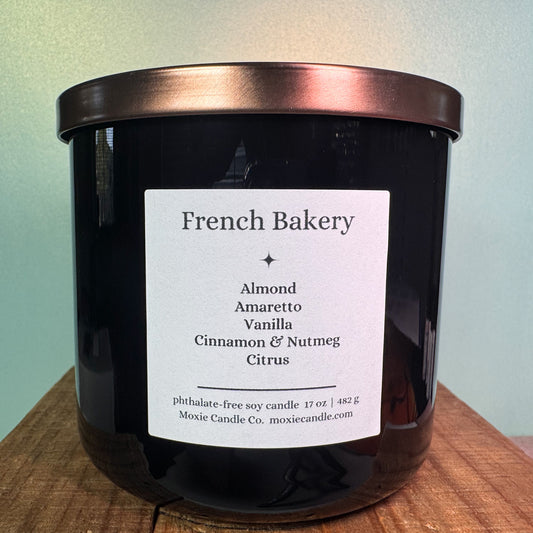 French Bakery
Almond
Amaretto
Vanilla
Cinnamon & Nutmeg
Citrus
phthalate-free soy candle 17 oz | 482 g
Moxie Candle Co. moxiecandle.com